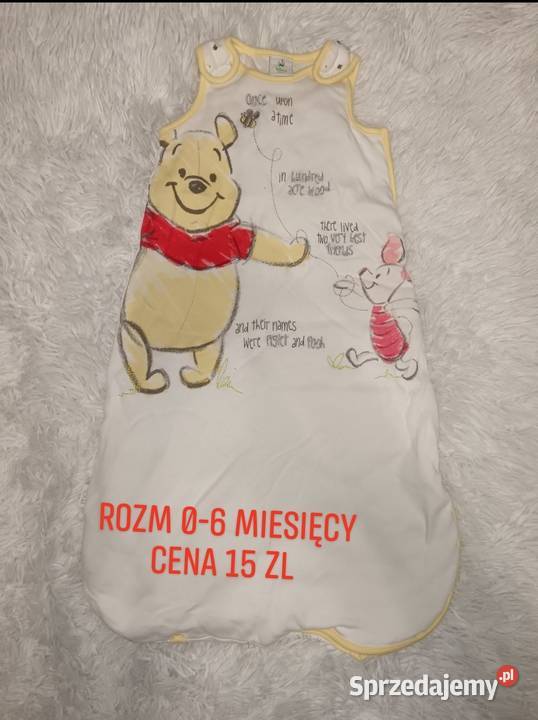 Once upon
a time
in hundred
acre wood
there lived
two very best
friends
and their names
were Piglet and Pooh
ROZM 0-6 MIESIĘCY
CENA 15 ZL
Sprzedajemy.pl